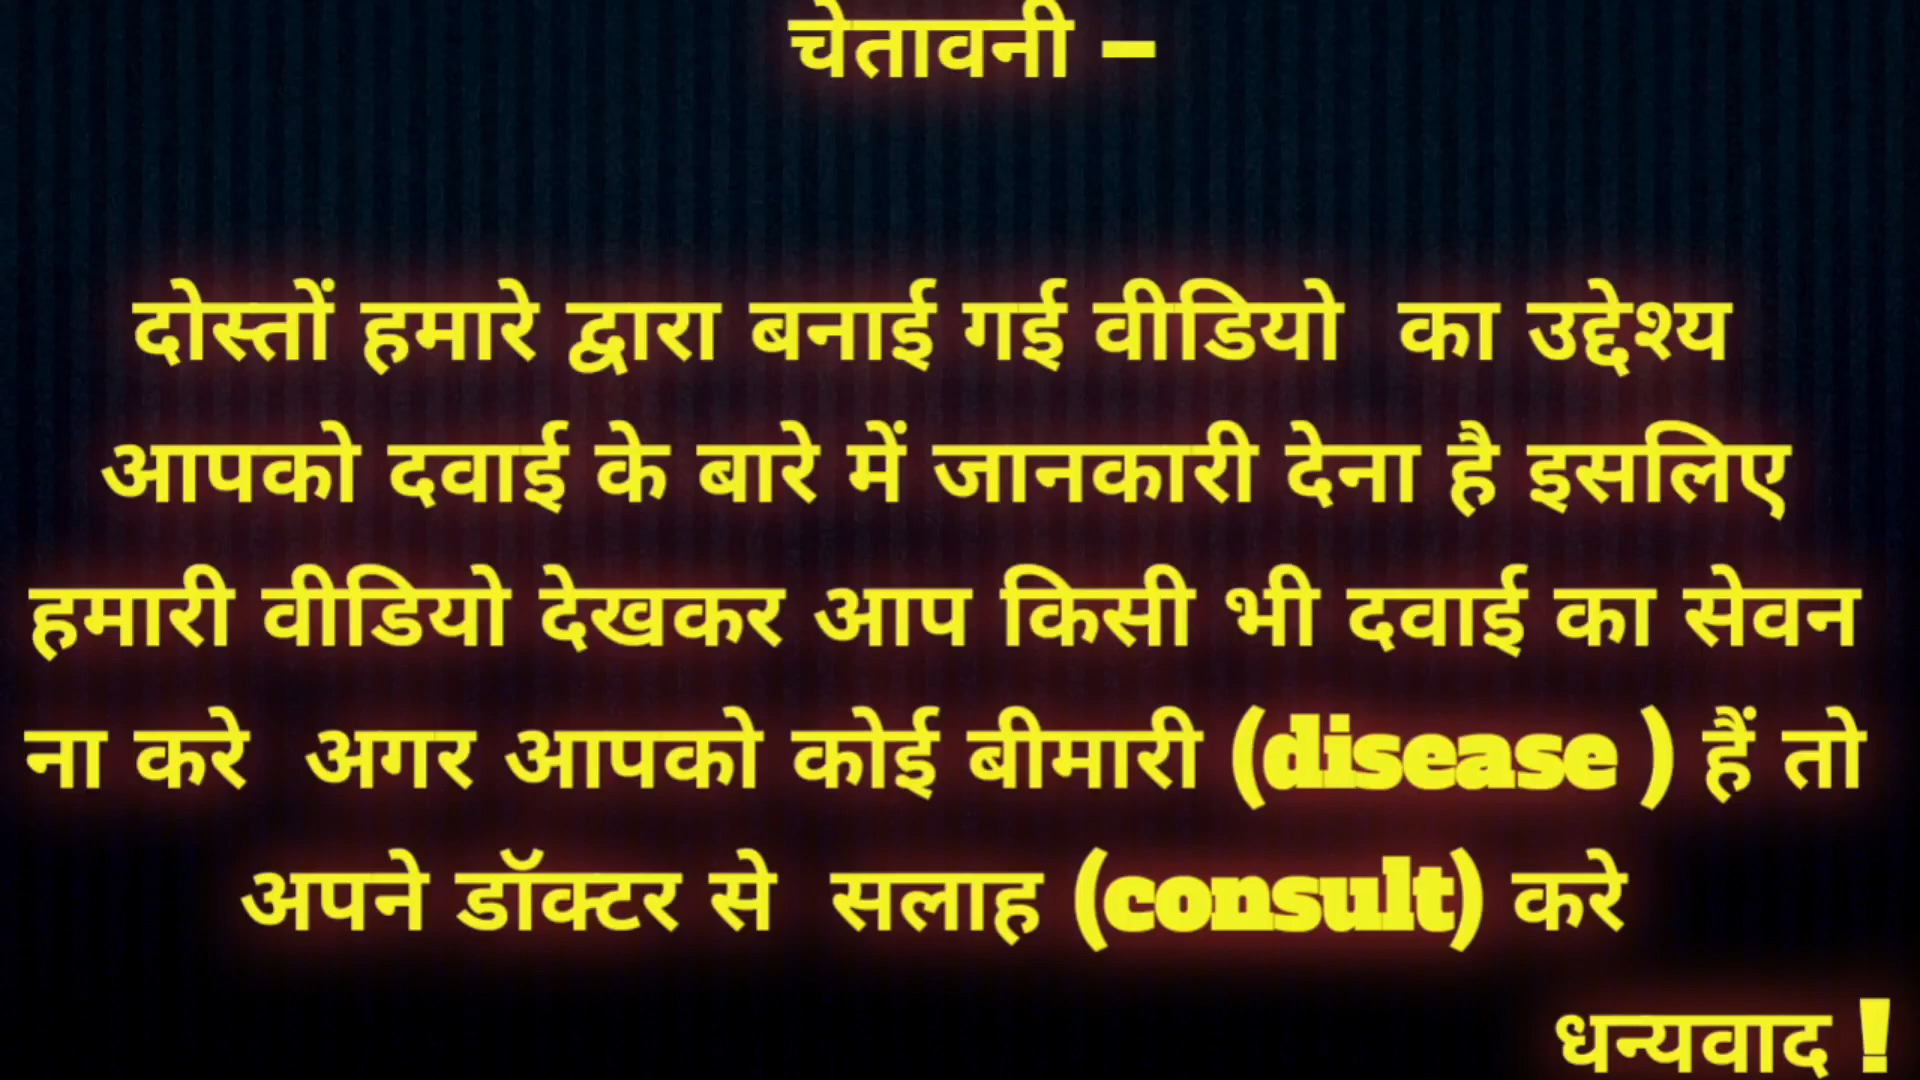 चेतावनी –
दोस्तों हमारे द्वारा बनाई गई वीडियो का उद्देश्य
आपको दवाई के बारे में जानकारी देना है इसलिए
हमारी वीडियो देखकर आप किसी भी दवाई का सेवन
ना करे अगर आपको कोई बीमारी (disease ) हैं तो
अपने डॉक्टर से सलाह (consult) करे
धन्यवाद !